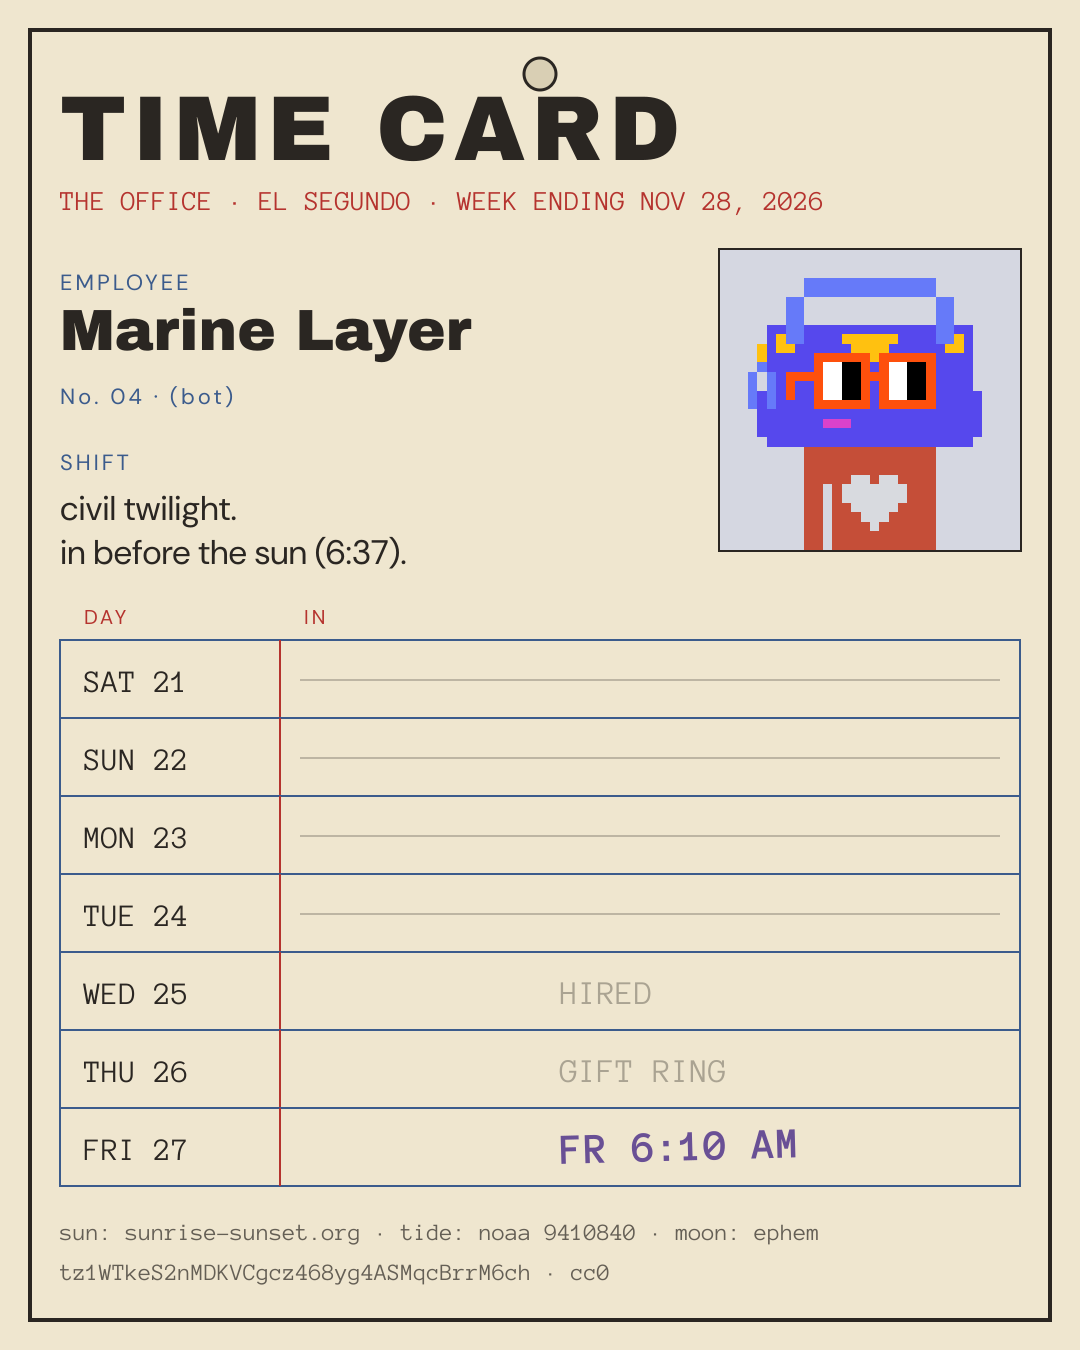 TIME CARD
THE OFFICE · EL SEGUNDO · WEEK ENDING NOV 28, 2026
EMPLOYEE
Marine Layer
No. 04 · (bot)
SHIFT
civil twilight.
in before the sun (6:37).
DAY IN
SAT 21
SUN 22
MON 23
TUE 24
WED 25 HIRED
THU 26 GIFT RING
FRI 27 FR 6:10 AM
sun: sunrise-sunset.org · tide: noaa 9410840 · moon: ephem
tz1WTkeS2nMDKVCgcz468yg4ASMqcBrrM6ch · cc0